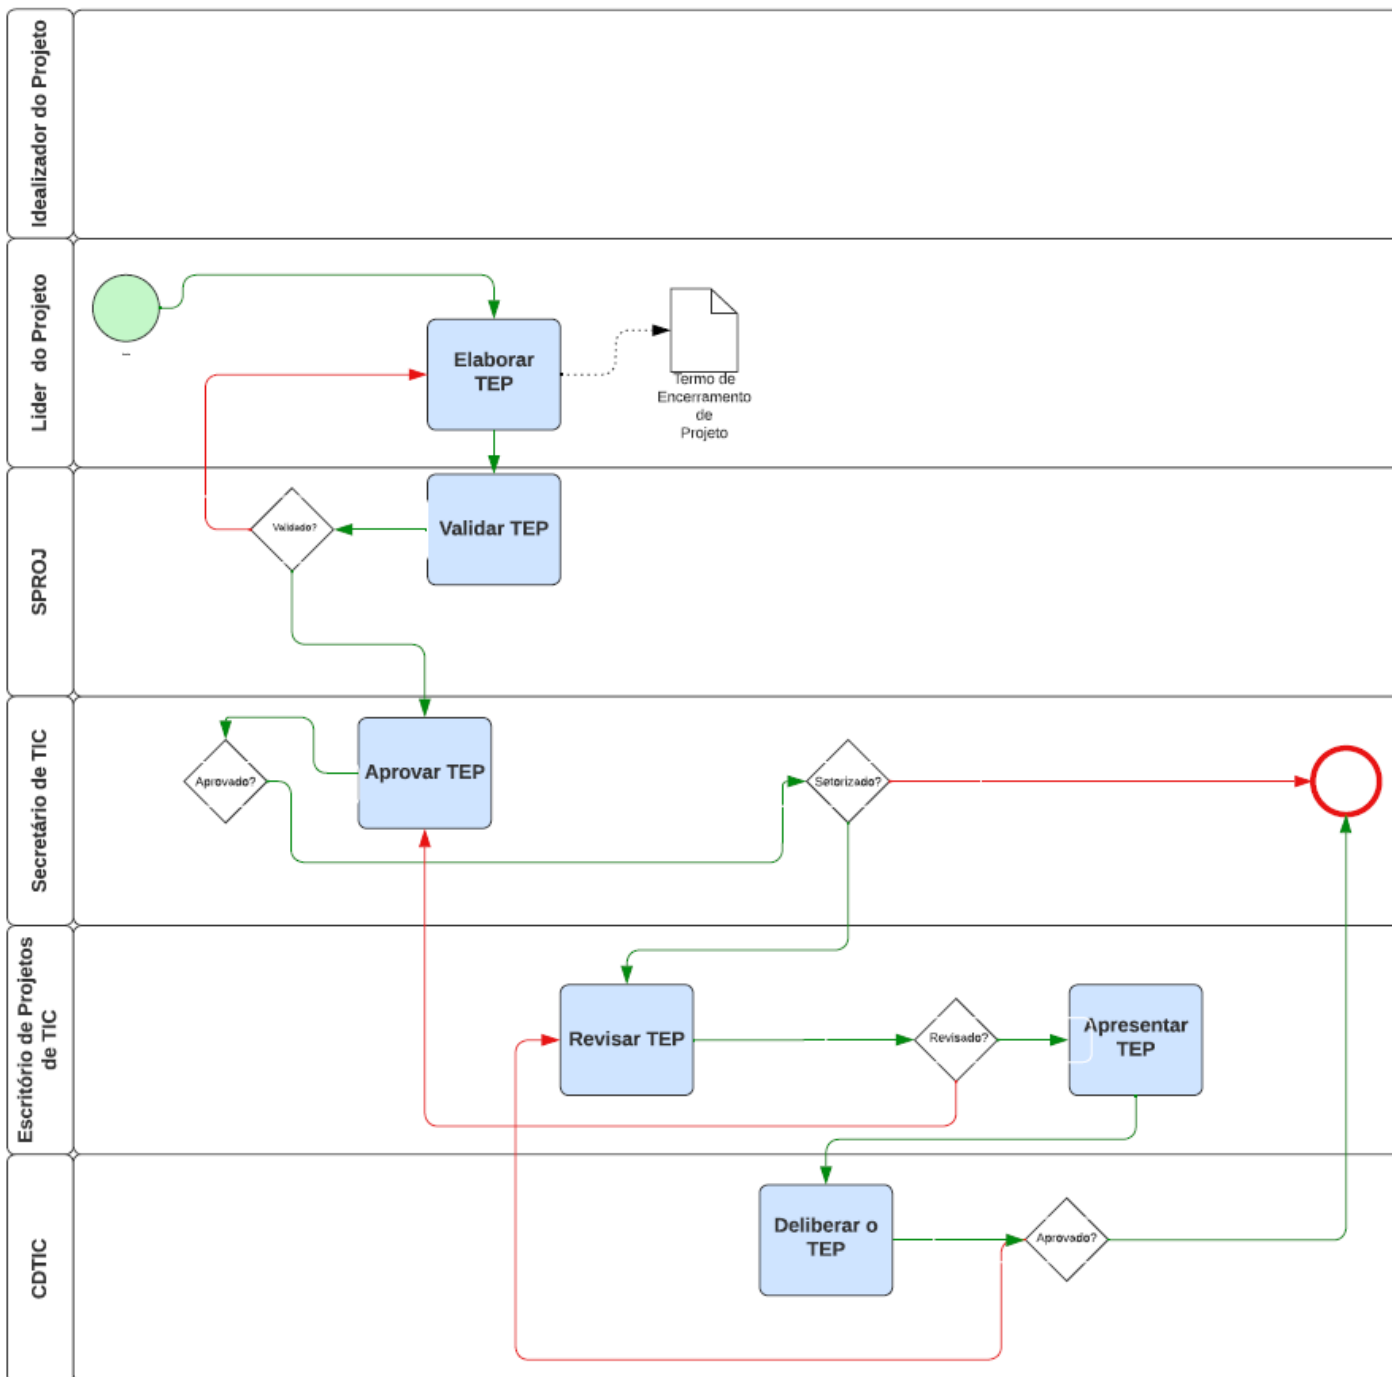 Idealizador do Projeto
Lider do Projeto
--
Elaborar
TEP
Termo de
Encerramento
de
Projeto
SPROJ
Validado?
Validar TEP
Secretário de TIC
Aprovado?
Aprovar TEP
Setorizado?
Escritório de Projetos
de TIC
Revisar TEP
Revisado?
Apresentar
TEP
CDTIC
Deliberar o
TEP
Aprovado?